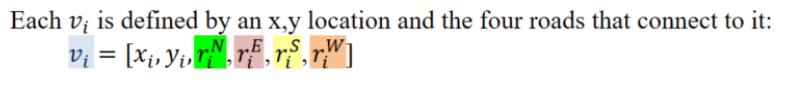 Each vᵢ is defined by an x,y location and the four roads that connect to it:
vᵢ = [xᵢ, yᵢ, rᵢᴺ, rᵢᴱ, rᵢˢ, rᵢᵂ]